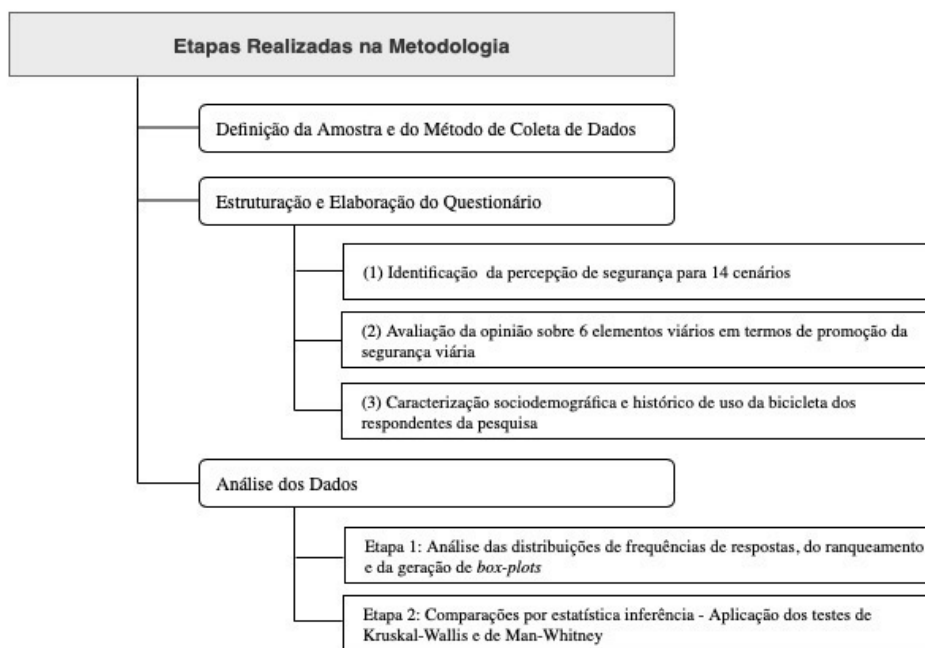 Etapas Realizadas na Metodologia
Definição da Amostra e do Método de Coleta de Dados
Estruturação e Elaboração do Questionário
(1) Identificação da percepção de segurança para 14 cenários
(2) Avaliação da opinião sobre 6 elementos viários em termos de promoção da
segurança viária
(3) Caracterização sociodemográfica e histórico de uso da bicicleta dos
respondentes da pesquisa
Análise dos Dados
Etapa 1: Análise das distribuições de frequências de respostas, do ranqueamento
e da geração de box-plots
Etapa 2: Comparações por estatística inferência - Aplicação dos testes de
Kruskal-Wallis e de Man-Whitney